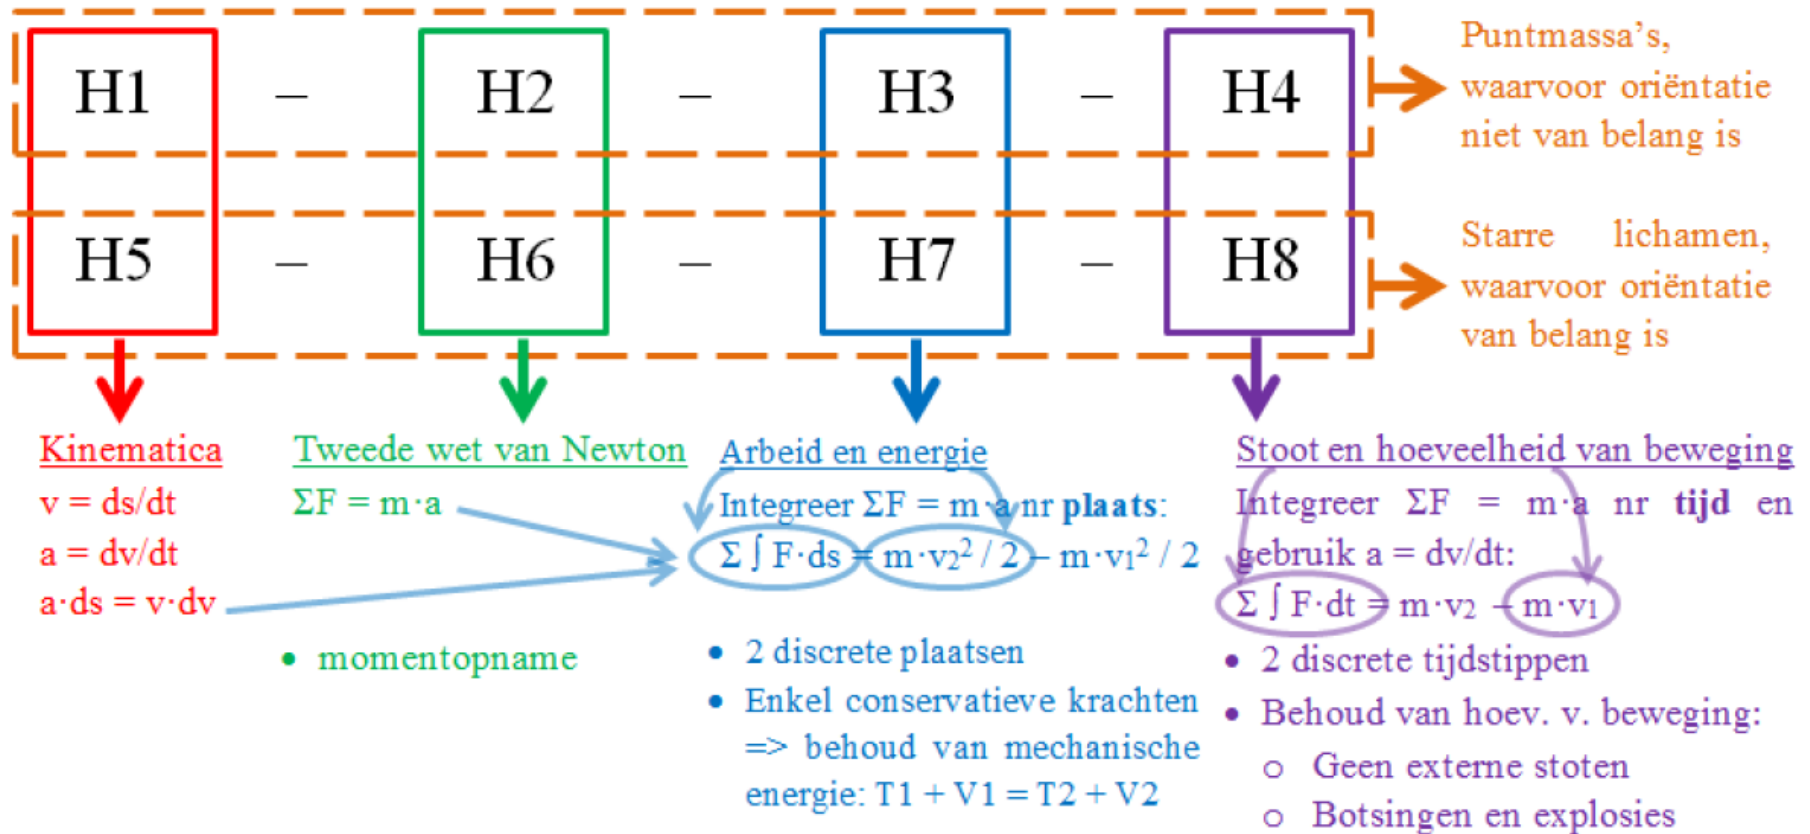 H1 – H2 – H3 – H4
Puntmassa's,
waarvoor oriëntatie
niet van belang is
H5 – H6 – H7 – H8
Starre lichamen,
waarvoor oriëntatie
van belang is
Kinematica
v = ds/dt
a = dv/dt
a·ds = v·dv
Tweede wet van Newton
ΣF = m·a
• momentopname
Arbeid en energie
Integreer ΣF = m·a nr plaats:
Σ ∫ F·ds = m·v₂² / 2 – m·v₁² / 2
• 2 discrete plaatsen
• Enkel conservatieve krachten
=> behoud van mechanische
energie: T1 + V1 = T2 + V2
Stoot en hoeveelheid van beweging
Integreer ΣF = m·a nr tijd en
gebruik a = dv/dt:
Σ ∫ F·dt = m·v₂ – m·v₁
• 2 discrete tijdstippen
• Behoud van hoev. v. beweging:
o Geen externe stoten
o Botsingen en explosies